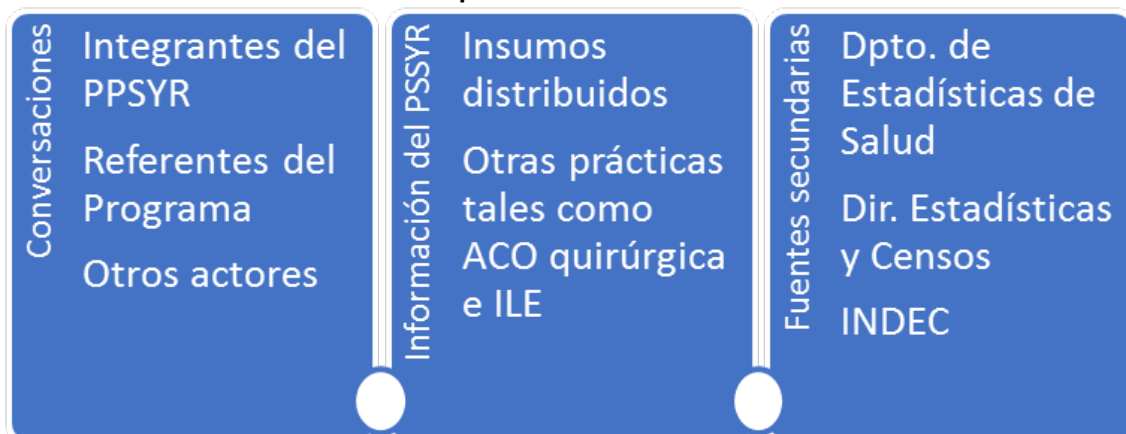 Conversaciones
Integrantes del
PPSYR
Referentes del
Programa
Otros actores
Información del PSSYR
Insumos
distribuidos
Otras prácticas
tales como
ACO quirúrgica
e ILE
Fuentes secundarias
Dpto. de
Estadísticas de
Salud
Dir. Estadísticas
y Censos
INDEC